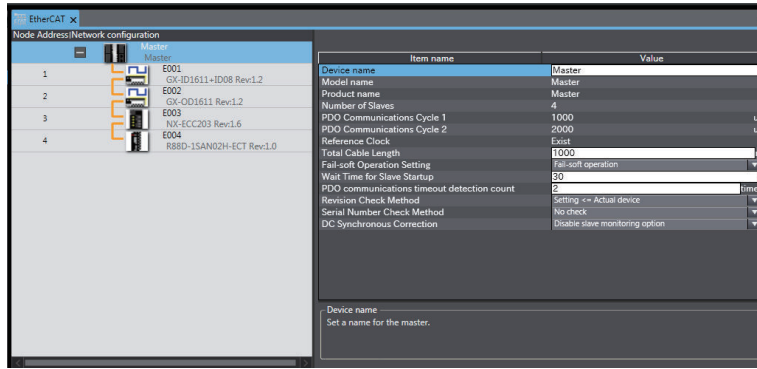 EtherCAT x
Node Address|Network configuration
Master
Master
1 E001
GX-ID1611+ID08 Rev:1.2
2 E002
GX-OD1611 Rev:1.2
3 E003
NX-ECC203 Rev:1.6
4 E004
R88D-1SAN02H-ECT Rev:1.0
Item name Value
Device name Master
Model name Master
Product name Master
Number of Slaves 4
PDO Communications Cycle 1 1000 u
PDO Communications Cycle 2 2000 u
Reference Clock Exist
Total Cable Length 1000
Fail-soft Operation Setting Fail-soft operation
Wait Time for Slave Startup 30
PDO communications timeout detection count 2 time
Revision Check Method Setting <= Actual device
Serial Number Check Method No check
DC Synchronous Correction Disable slave monitoring option
Device name
Set a name for the master.